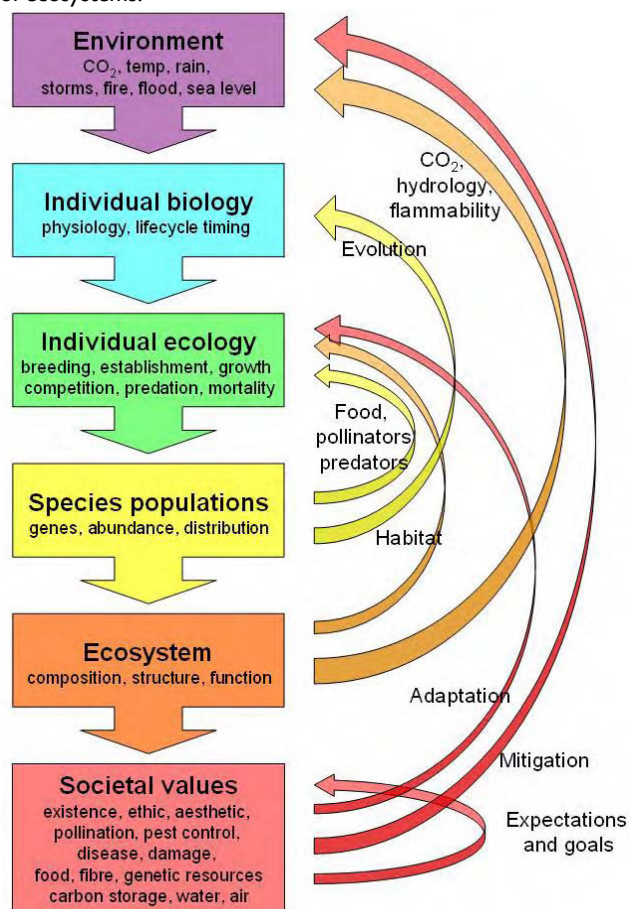 of ecosystems.
Environment
CO₂, temp, rain,
storms, fire, flood, sea level
Individual biology
physiology, lifecycle timing
Individual ecology
breeding, establishment, growth
competition, predation, mortality
Species populations
genes, abundance, distribution
Ecosystem
composition, structure, function
Societal values
existence, ethic, aesthetic,
pollination, pest control,
disease, damage,
food, fibre, genetic resources
carbon storage, water, air
CO₂,
hydrology,
flammability
Evolution
Food,
pollinators
predators
Habitat
Adaptation
Mitigation
Expectations
and goals